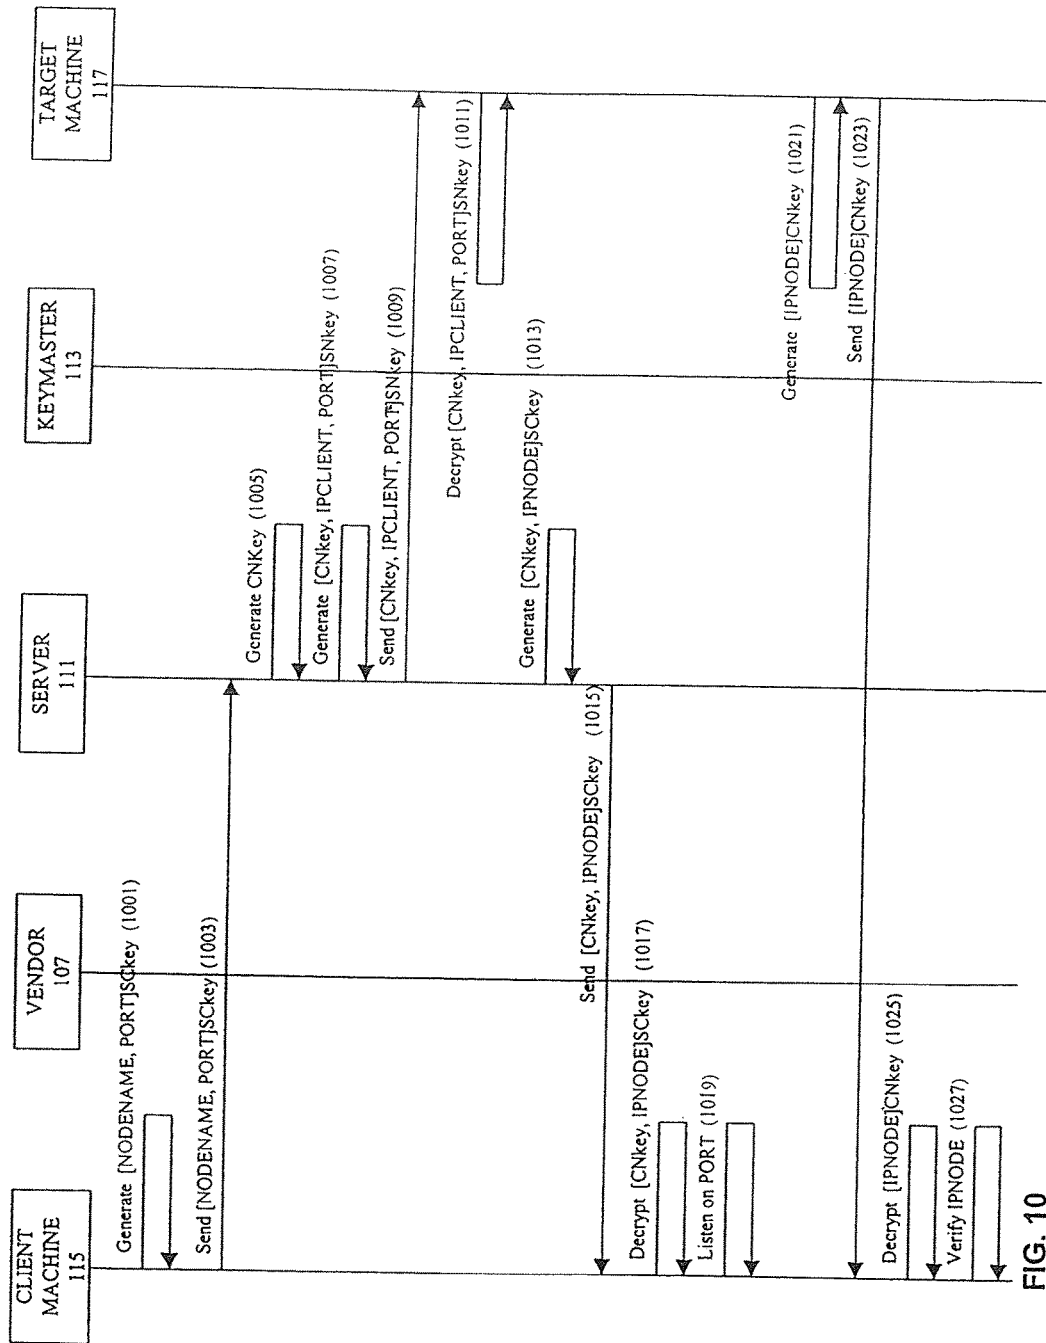 CLIENT
MACHINE
115
VENDOR
107
SERVER
111
KEYMASTER
113
TARGET
MACHINE
117
Generate [NODENAME, PORT]SCkey (1001)
Send [NODENAME, PORT]SCkey (1003)
Generate CNKey (1005)
Generate [CNkey, IPCLIENT, PORT]SNkey (1007)
Send [CNkey, IPCLIENT, PORT]SNkey (1009)
Decrypt [CNkey, IPCLIENT, PORT]SNkey (1011)
Generate [CNkey, IPNODE]SCkey (1013)
Send [CNkey, IPNODE]SCkey (1015)
Decrypt [CNkey, IPNODE]SCkey (1017)
Listen on PORT (1019)
Generate [IPNODE]CNkey (1021)
Send [IPNODE]CNkey (1023)
Decrypt [IPNODE]CNkey (1025)
Verify IPNODE (1027)
FIG. 10